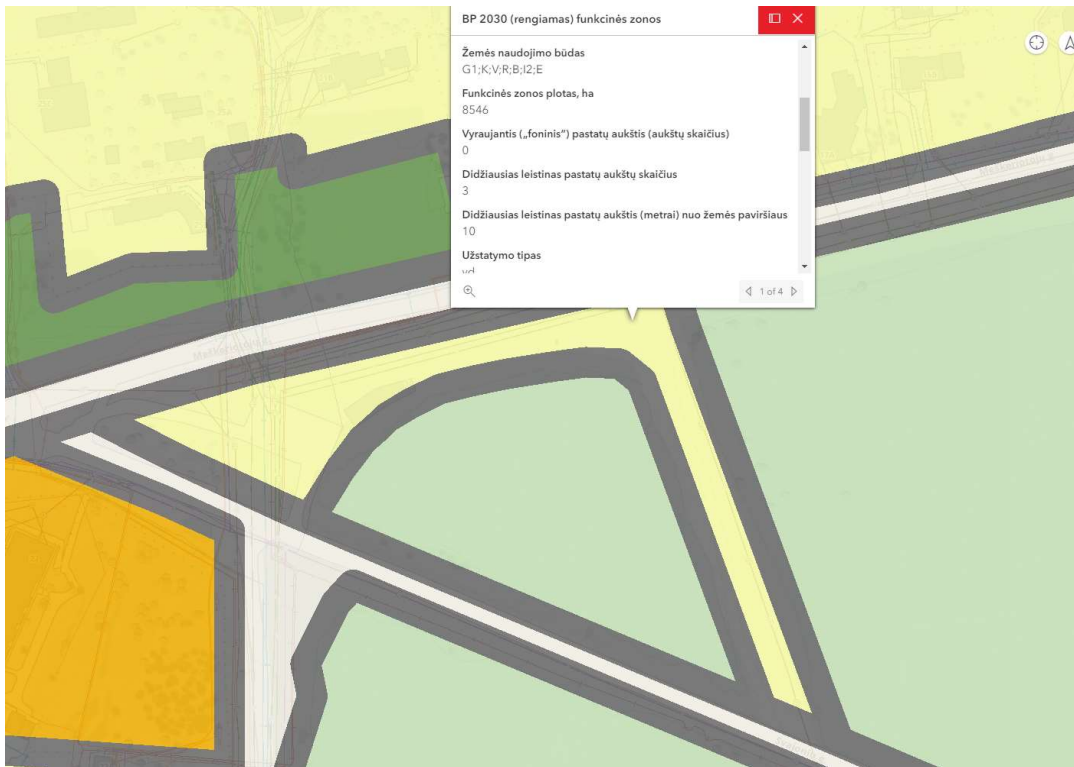 BP 2030 (rengiamas) funkcinės zonos
Žemės naudojimo būdas
G1;K;V;R;B;I2;E
Funkcinės zonos plotas, ha
8546
Vyraujantis („foninis") pastatų aukštis (aukštų skaičius)
0
Didžiausias leistinas pastatų aukštų skaičius
3
Didžiausias leistinas pastatų aukštis (metrai) nuo žemės paviršiaus
10
Užstatymo tipas
1 of 4